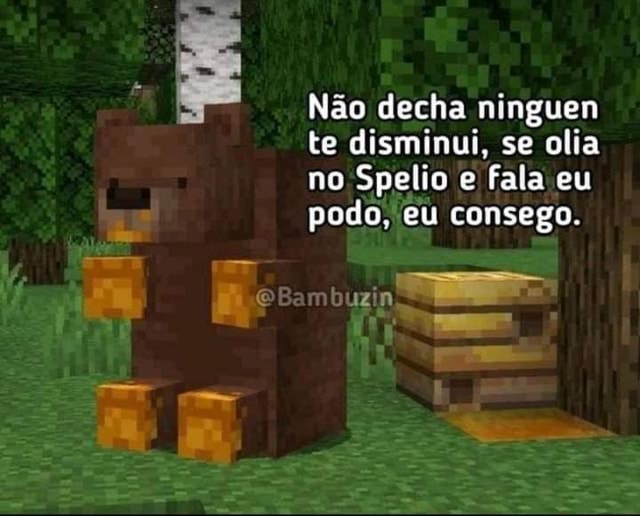 Não decha ninguen
te disminui, se olia
no Spelio e fala eu
podo, eu consego.
@Bambuzin